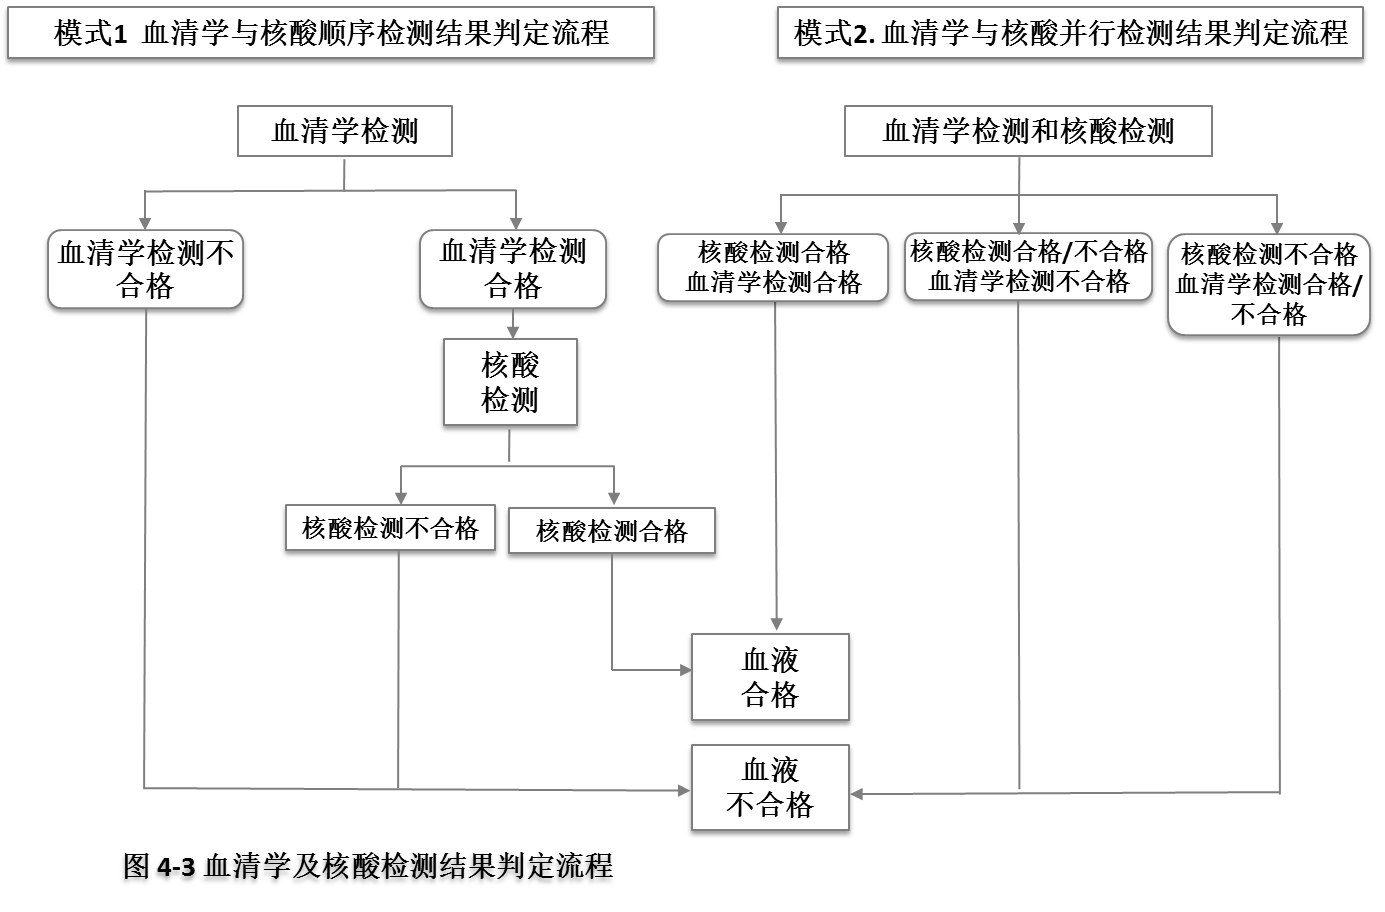 模式1 血清学与核酸顺序检测结果判定流程
模式2. 血清学与核酸并行检测结果判定流程
血清学检测
血清学检测不
合格
血清学检测
合格
核酸
检测
核酸检测不合格
核酸检测合格
血清学检测和核酸检测
核酸检测合格
血清学检测合格
核酸检测合格/不合格
血清学检测不合格
核酸检测不合格
血清学检测合格/
不合格
血液
合格
血液
不合格
图 4-3 血清学及核酸检测结果判定流程